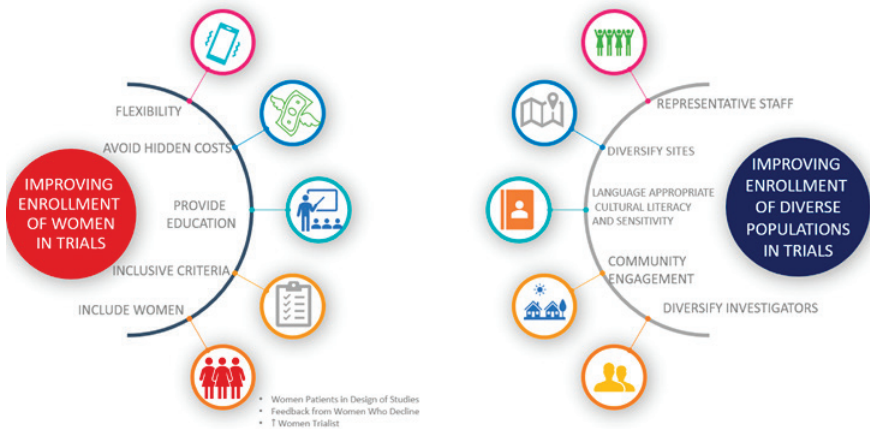 FLEXIBILITY
AVOID HIDDEN COSTS
IMPROVING
ENROLLMENT
OF WOMEN
IN TRIALS
PROVIDE
EDUCATION
INCLUSIVE CRITERIA
INCLUDE WOMEN
• Women Patients in Design of Studies
• Feedback from Women Who Decline
• ↑ Women Trialist
REPRESENTATIVE STAFF
DIVERSIFY SITES
LANGUAGE APPROPRIATE
CULTURAL LITERACY
AND SENSITIVITY
IMPROVING
ENROLLMENT
OF DIVERSE
POPULATIONS
IN TRIALS
COMMUNITY
ENGAGEMENT
DIVERSIFY INVESTIGATORS